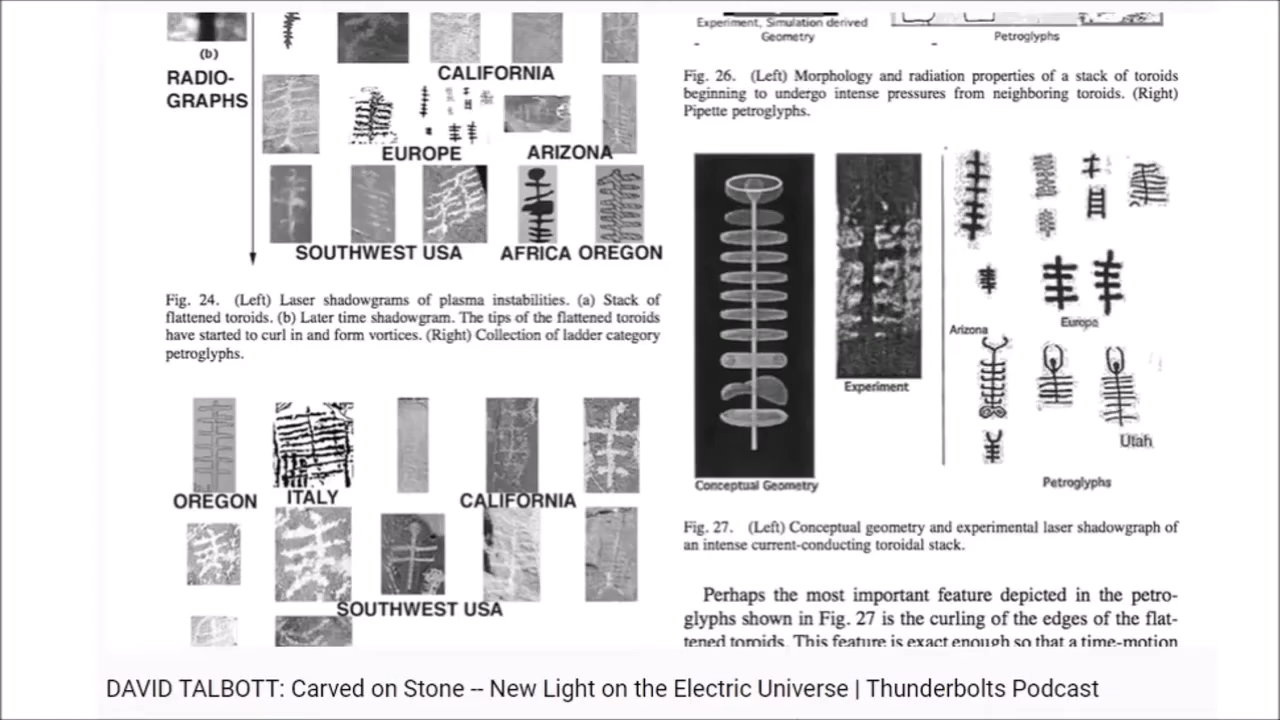 (b)
RADIO-
GRAPHS
CALIFORNIA
EUROPE
ARIZONA
SOUTHWEST USA
AFRICA
OREGON
Fig. 24. (Left) Laser shadowgrams of plasma instabilities. (a) Stack of
flattened toroids. (b) Later time shadowgram. The tips of the flattened toroids
have started to curl in and form vortices. (Right) Collection of ladder category
petroglyphs.
OREGON
ITALY
CALIFORNIA
SOUTHWEST USA
Experiment, Simulation derived
Geometry
Petroglyphs
Fig. 26. (Left) Morphology and radiation properties of a stack of toroids
beginning to undergo intense pressures from neighboring toroids. (Right)
Pipette petroglyphs.
Conceptual Geometry
Experiment
Arizona
Europe
Utah
Petroglyphs
Fig. 27. (Left) Conceptual geometry and experimental laser shadowgraph of
an intense current-conducting toroidal stack.
Perhaps the most important feature depicted in the petro-
glyphs shown in Fig. 27 is the curling of the edges of the flat-
tened toroids. This feature is exact enough so that a time-motion
DAVID TALBOTT: Carved on Stone -- New Light on the Electric Universe | Thunderbolts Podcast